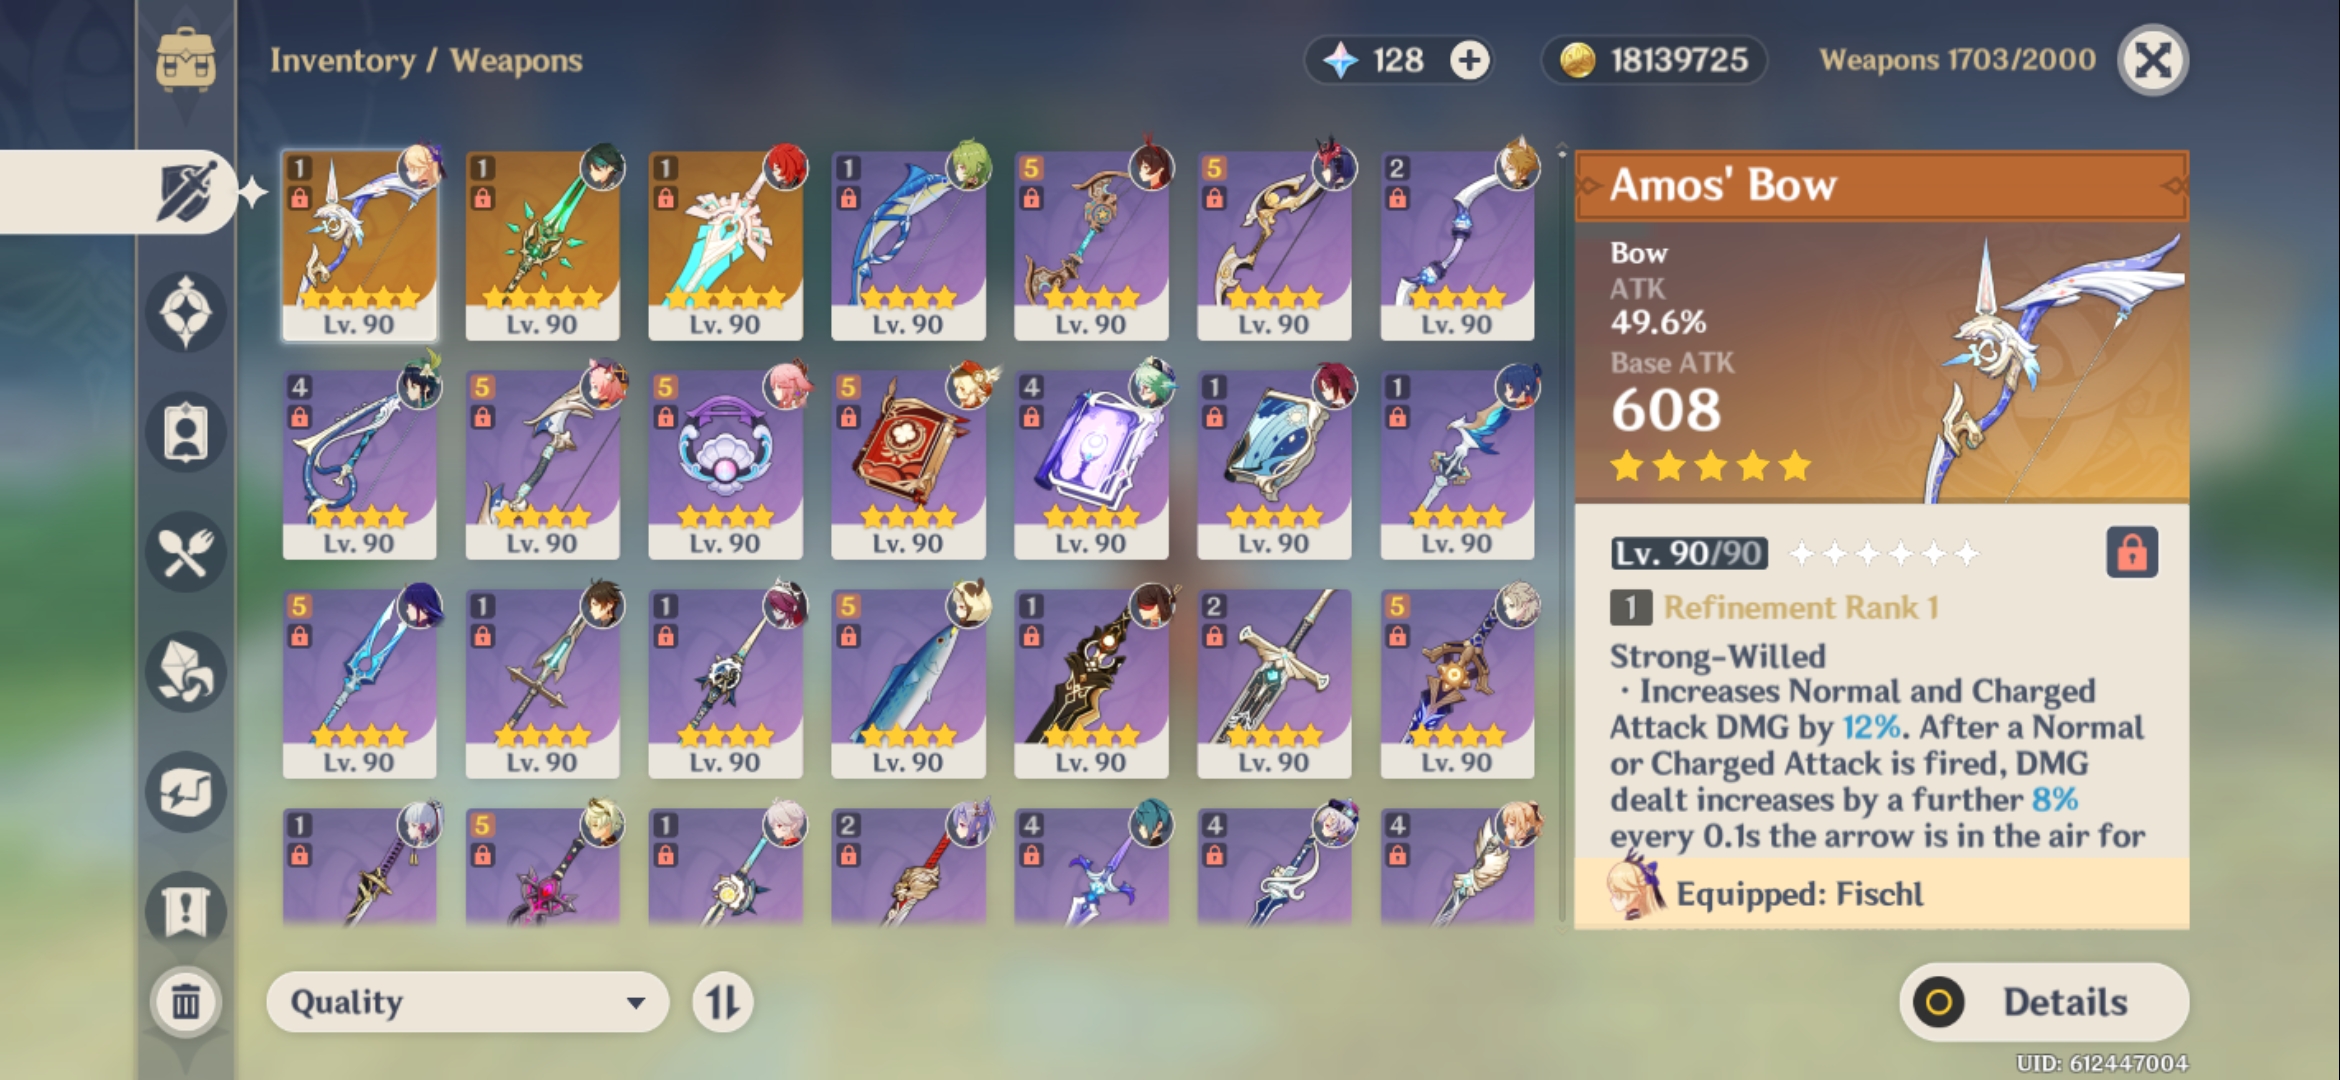 Inventory / Weapons
128
18139725
Weapons 1703/2000
1 1 1 1 5 5 2
Lv. 90 Lv. 90 Lv. 90 Lv. 90 Lv. 90 Lv. 90 Lv. 90
4 5 5 5 4 1 1
Lv. 90 Lv. 90 Lv. 90 Lv. 90 Lv. 90 Lv. 90 Lv. 90
5 1 1 5 1 2 5
Lv. 90 Lv. 90 Lv. 90 Lv. 90 Lv. 90 Lv. 90 Lv. 90
1 5 1 2 4 4 4
Quality
Amos' Bow
Bow
ATK
49.6%
Base ATK
608
Lv. 90/90
1 Refinement Rank 1
Strong-Willed
· Increases Normal and Charged
Attack DMG by 12%. After a Normal
or Charged Attack is fired, DMG
dealt increases by a further 8%
every 0.1s the arrow is in the air for
Equipped: Fischl
Details
UID: 612447004